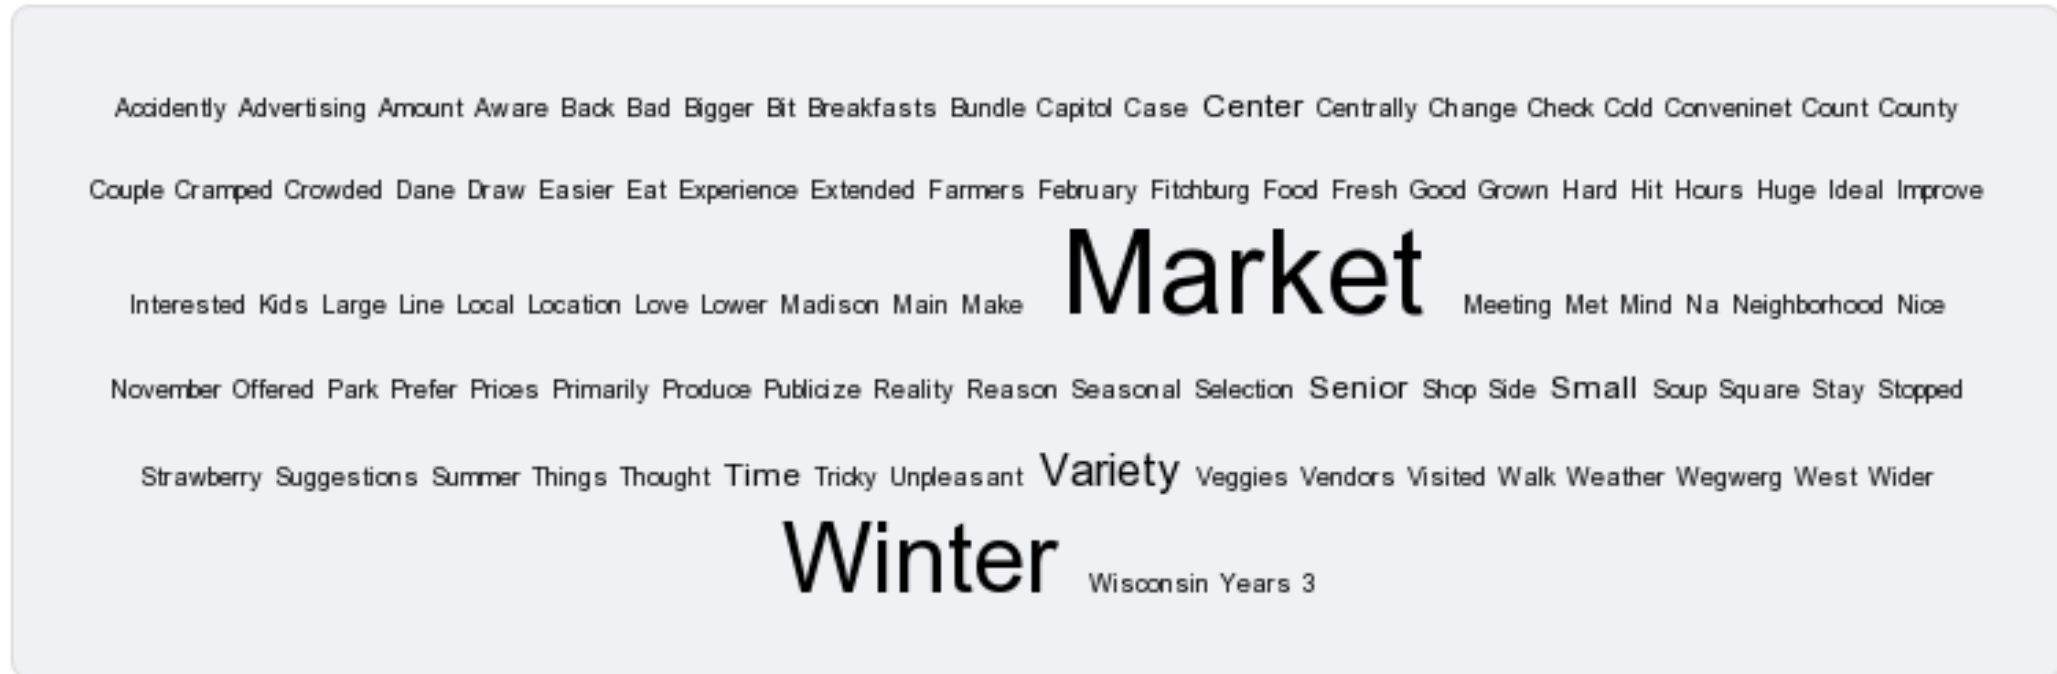 Accidently Advertising Amount Aware Back Bad Bigger Bit Breakfasts Bundle Capitol Case Center Centrally Change Check Cold Conveninet Count County
Couple Cramped Crowded Dane Draw Easier Eat Experience Extended Farmers February Fitchburg Food Fresh Good Grown Hard Hit Hours Huge Ideal Improve
Interested Kids Large Line Local Location Love Lower Madison Main Make Market Meeting Met Mind Na Neighborhood Nice
November Offered Park Prefer Prices Primarily Produce Publicize Reality Reason Seasonal Selection Senior Shop Side Small Soup Square Stay Stopped
Strawberry Suggestions Summer Things Thought Time Tricky Unpleasant Variety Veggies Vendors Visited Walk Weather Wegwerg West Wider
Winter Wisconsin Years 3